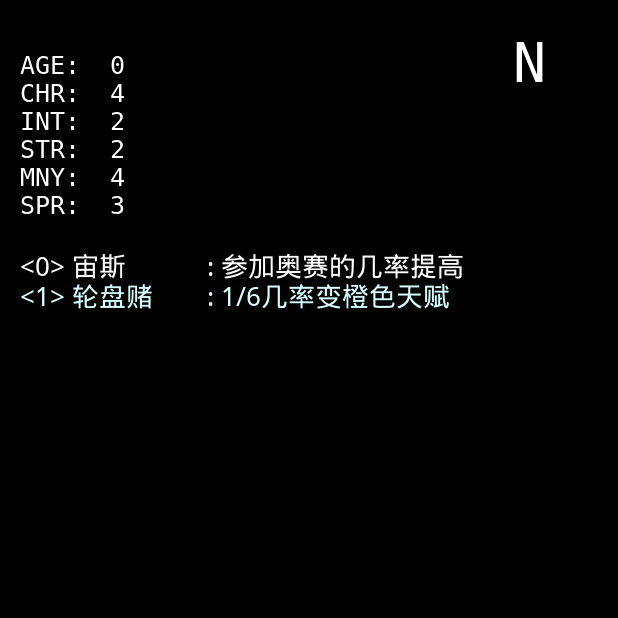 N
AGE: 0
CHR: 4
INT: 2
STR: 2
MNY: 4
SPR: 3
<0> 宙斯 : 参加奥赛的几率提高
<1> 轮盘赌 : 1/6几率变橙色天赋